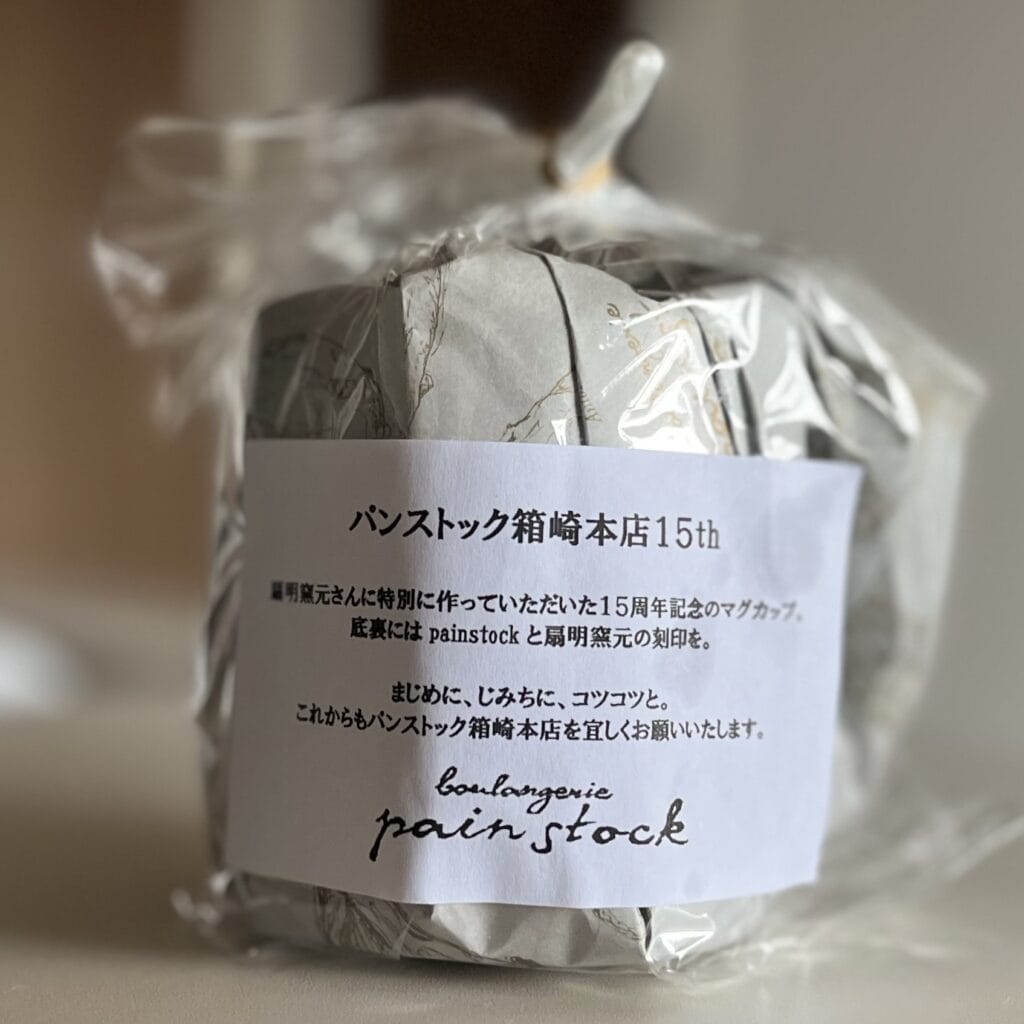 パンストック箱崎本店15th
扇明窯元さんに特別に作っていただいた15周年記念のマグカップ。
底裏には painstock と扇明窯元の刻印を。
まじめに、じみちに、コツコツと。
これからもパンストック箱崎本店を宜しくお願いいたします。
boulangerie
pain stock